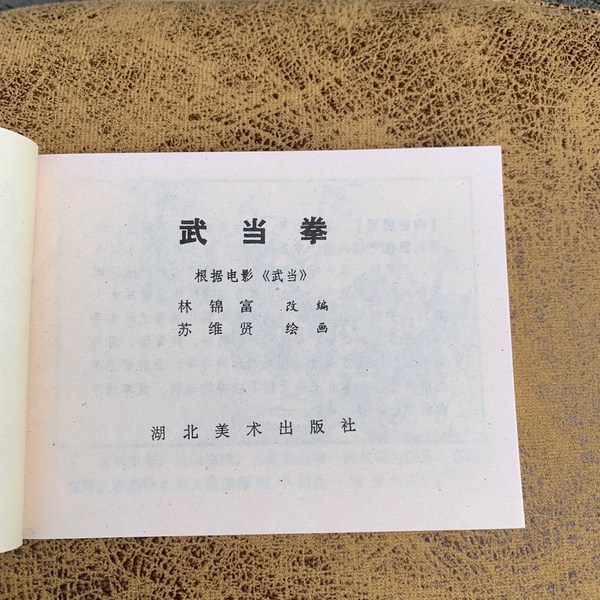 武当拳
根据电影《武当》
林锦富 改编
苏维贤 绘画
湖北美术出版社